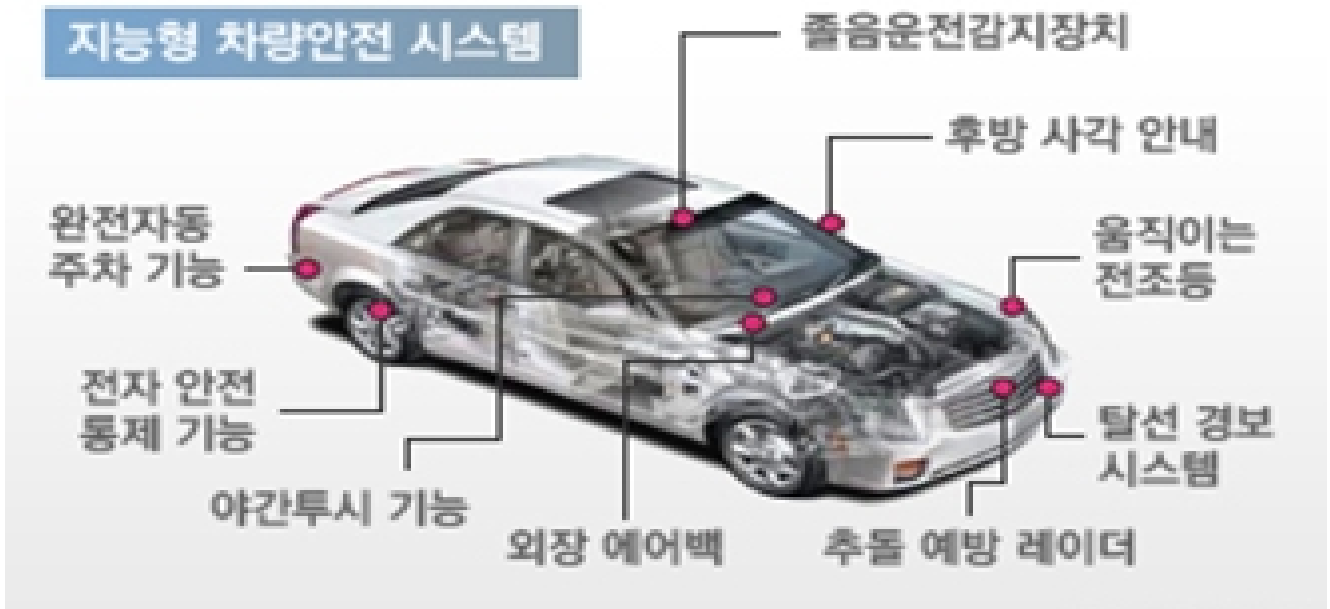 지능형 차량안전 시스템
졸음운전감지장치
후방 사각 안내
움직이는
전조등
완전자동
주차 기능
전자 안전
통제 기능
야간투시 기능
외장 에어백
추돌 예방 레이더
탈선 경보
시스템